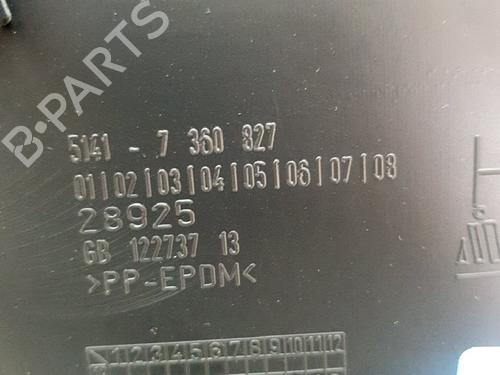 B-PARTS
5141 - 7 360 827
01|02|03|04|05|06|07|08
28925
GB 122737 13
>PP-EPDM<
1 2 3 4 5 6 7 8 9 10 11 12